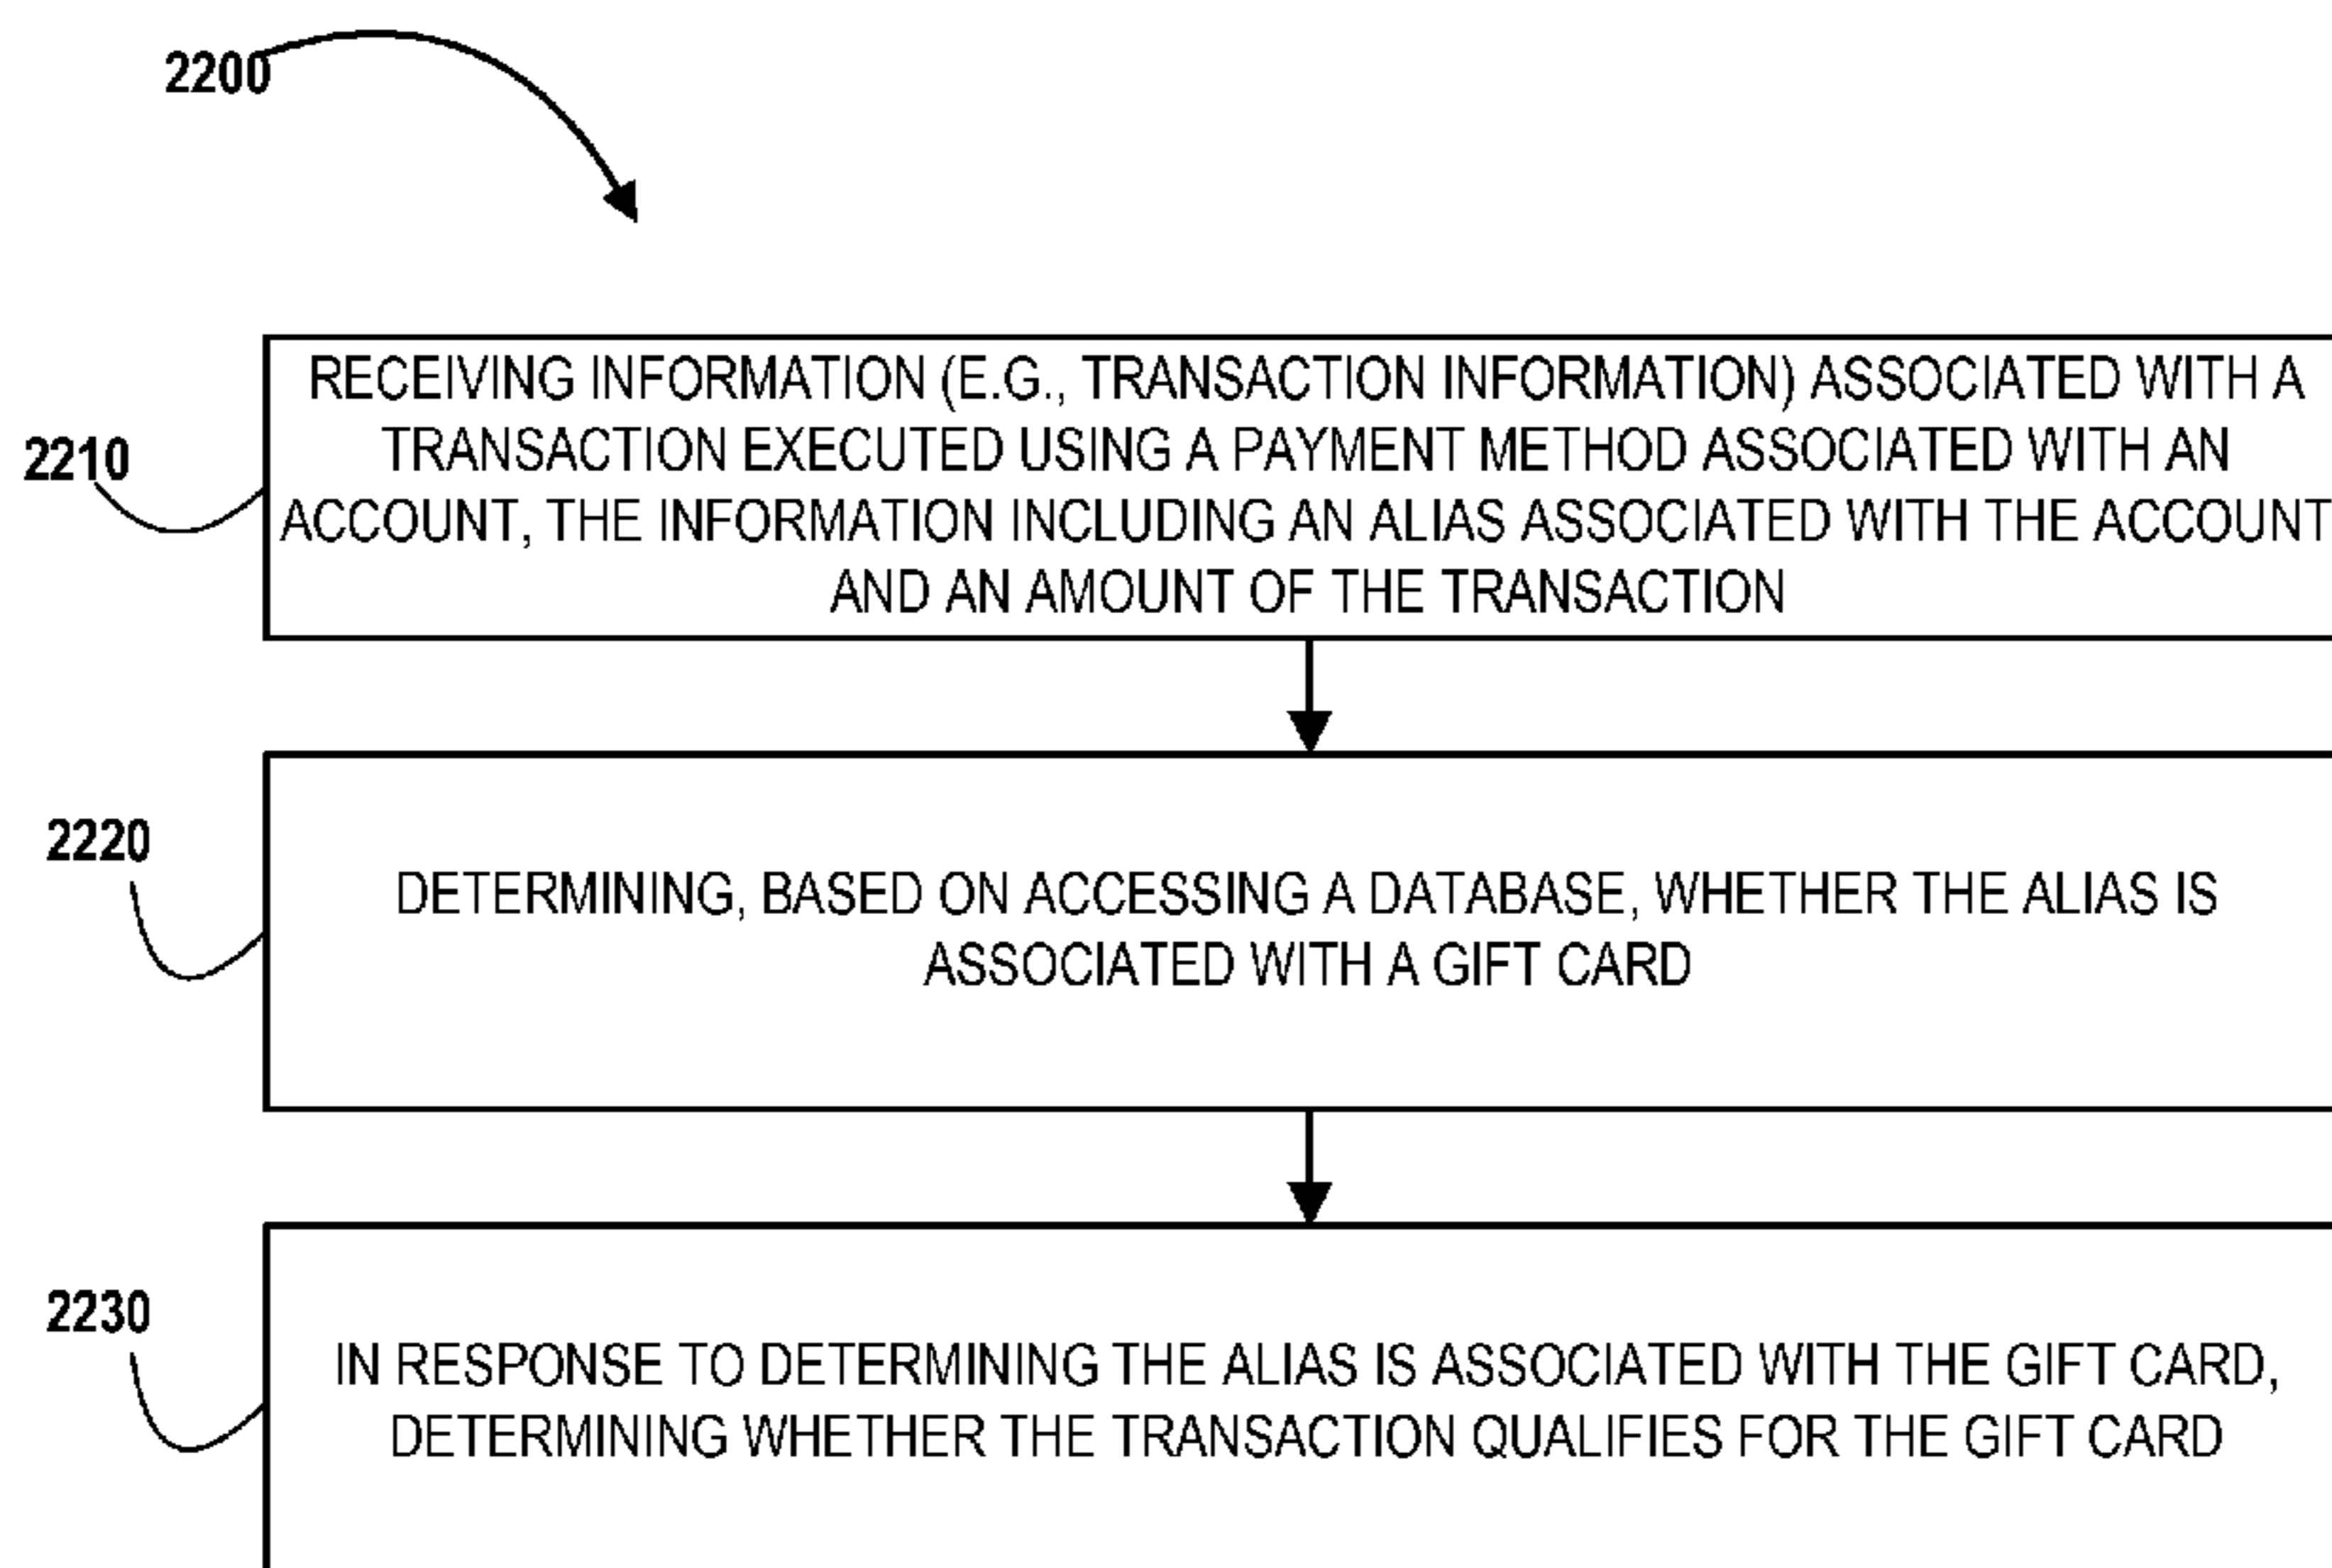 2200
2210
RECEIVING INFORMATION (E.G., TRANSACTION INFORMATION) ASSOCIATED WITH A
TRANSACTION EXECUTED USING A PAYMENT METHOD ASSOCIATED WITH AN
ACCOUNT, THE INFORMATION INCLUDING AN ALIAS ASSOCIATED WITH THE ACCOUNT
AND AN AMOUNT OF THE TRANSACTION
2220
DETERMINING, BASED ON ACCESSING A DATABASE, WHETHER THE ALIAS IS
ASSOCIATED WITH A GIFT CARD
2230
IN RESPONSE TO DETERMINING THE ALIAS IS ASSOCIATED WITH THE GIFT CARD,
DETERMINING WHETHER THE TRANSACTION QUALIFIES FOR THE GIFT CARD